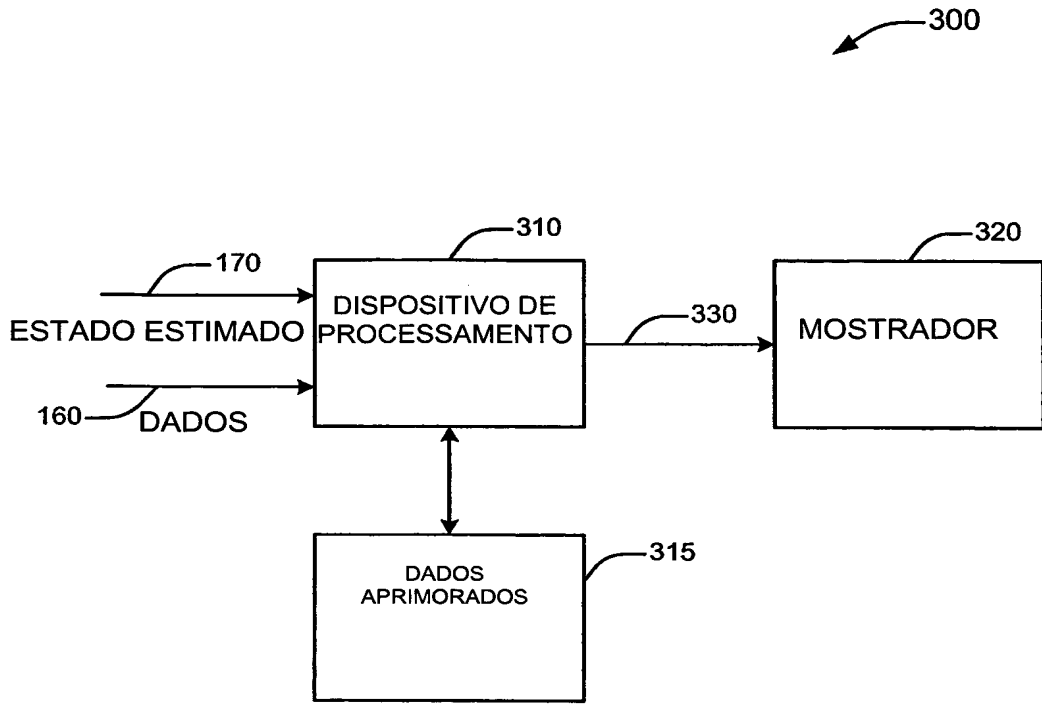 300
310
320
170
DISPOSITIVO DE
PROCESSAMENTO
ESTADO ESTIMADO
330
MOSTRADOR
160
DADOS
315
DADOS
APRIMORADOS